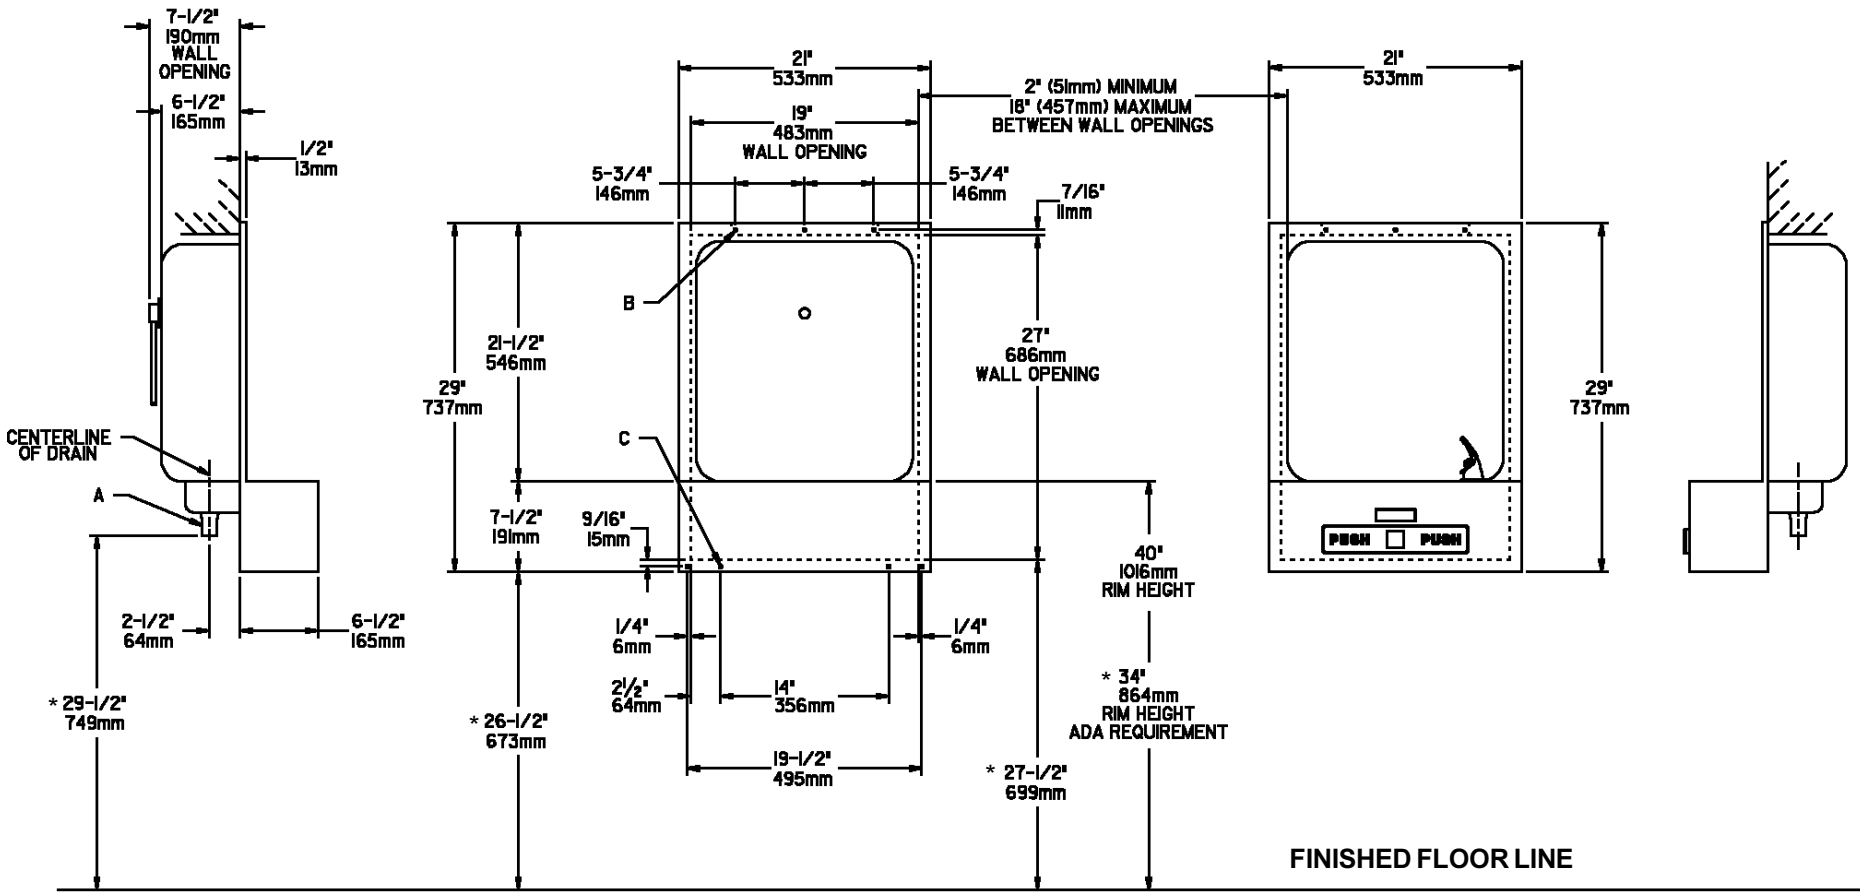 7-1/2"
190mm
WALL
OPENING
6-1/2"
165mm
1/2"
13mm
21"
533mm
19"
483mm
WALL OPENING
2" (51mm) MINIMUM
18" (457mm) MAXIMUM
BETWEEN WALL OPENINGS
21"
533mm
5-3/4"
146mm
5-3/4"
146mm
7/16"
11mm
B
21-1/2"
546mm
29"
737mm
27"
686mm
WALL OPENING
29"
737mm
CENTERLINE
OF DRAIN
A
C
7-1/2"
191mm
9/16"
15mm
PUSH PUSH
40"
1016mm
RIM HEIGHT
2-1/2"
64mm
6-1/2"
165mm
1/4"
6mm
1/4"
6mm
2½"
64mm
14"
356mm
* 34"
864mm
RIM HEIGHT
ADA REQUIREMENT
* 29-1/2"
749mm
* 26-1/2"
673mm
19-1/2"
495mm
* 27-1/2"
699mm
FINISHED FLOOR LINE